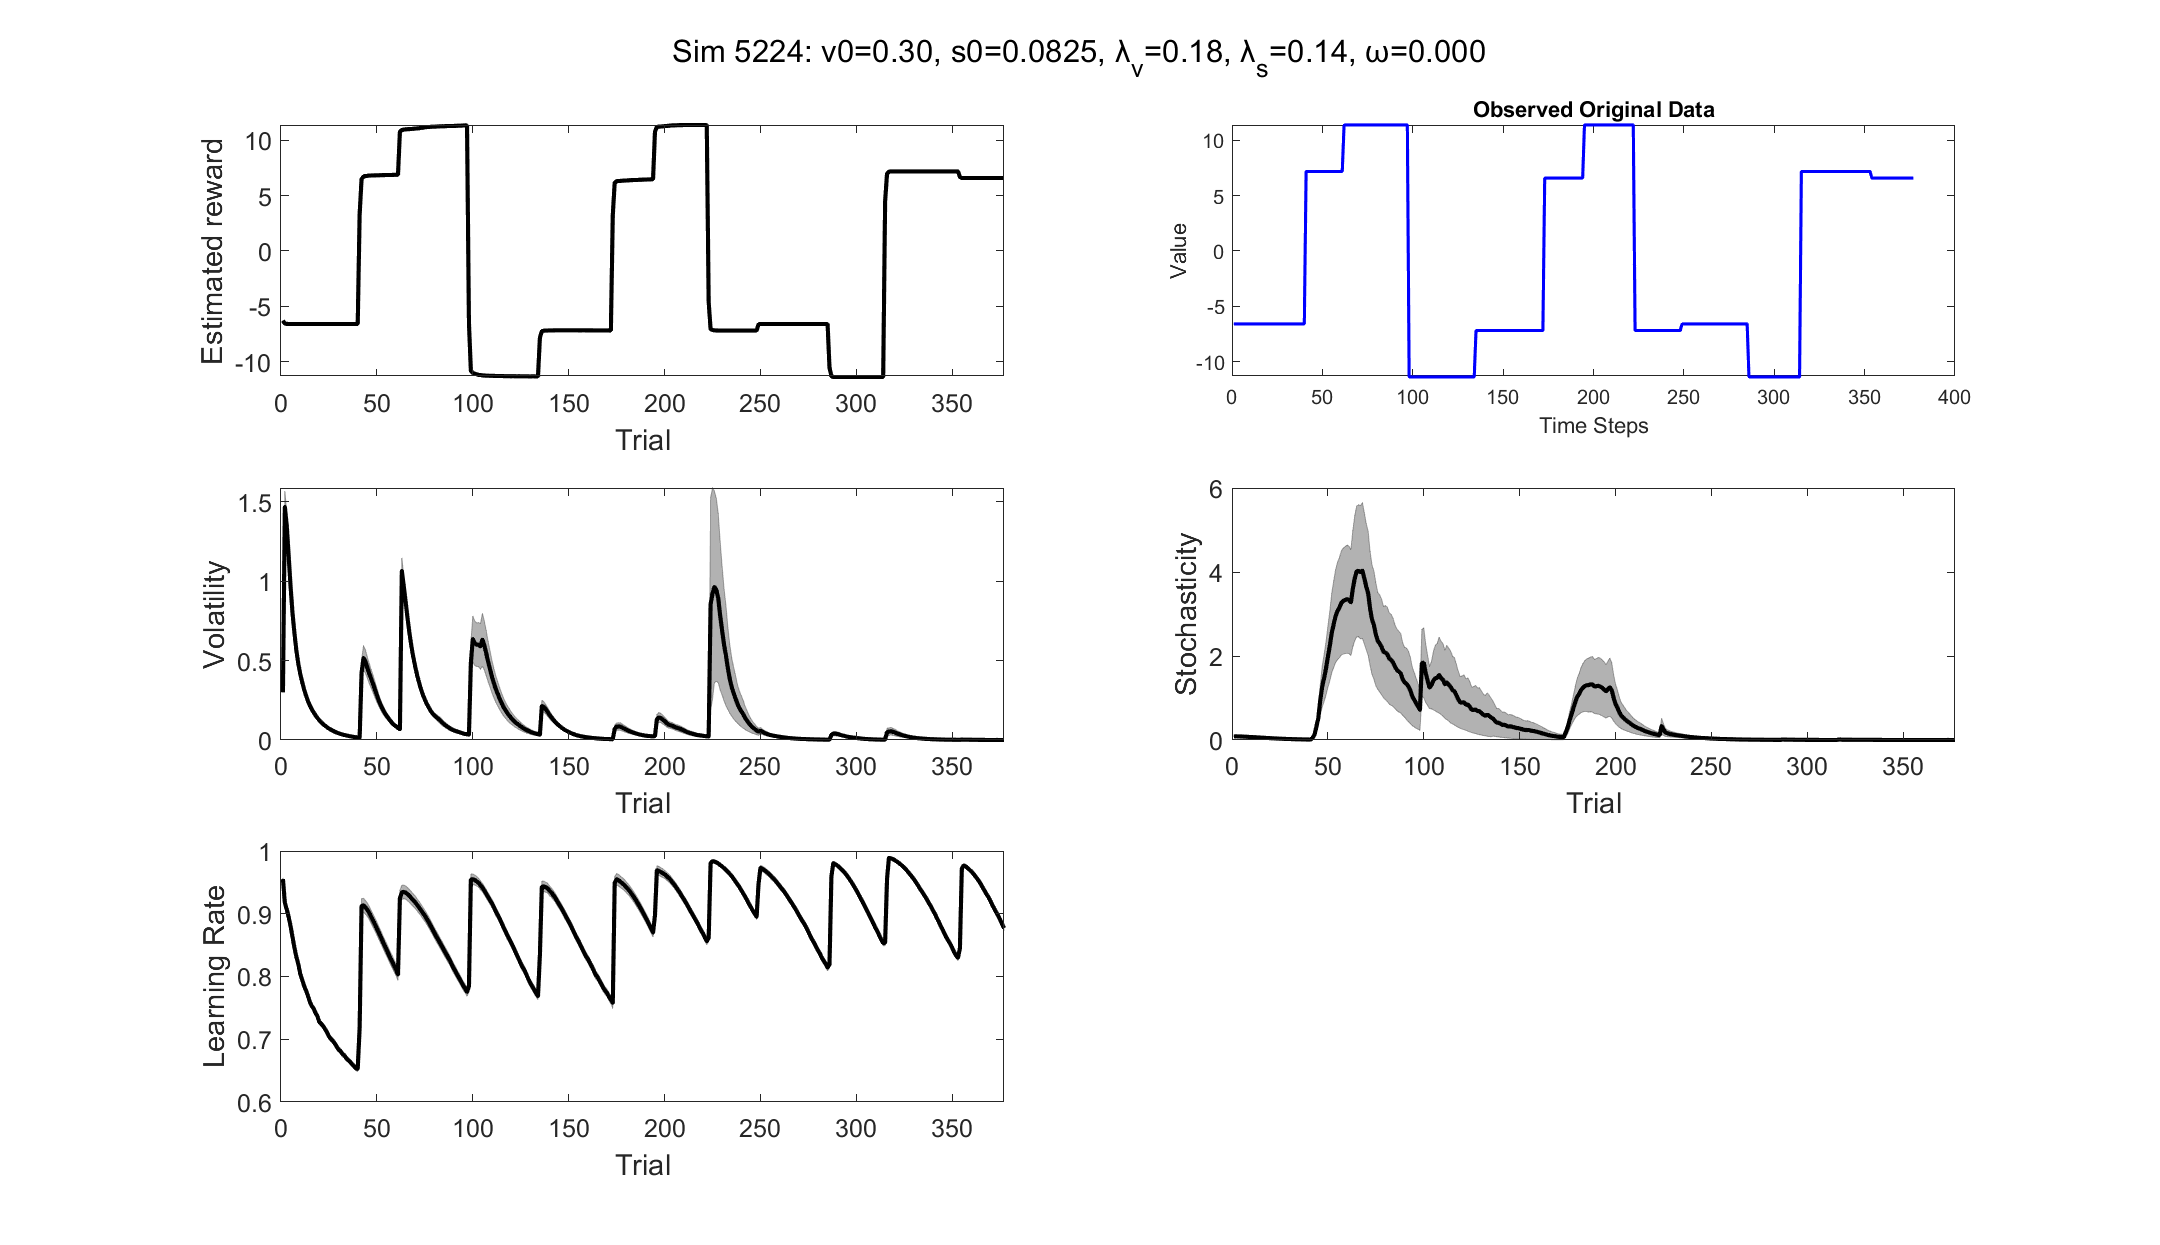 Sim 5224: v0=0.30, s0=0.0825, λ_v=0.18, λ_s=0.14, ω=0.000
Estimated reward
10
5
0
-5
-10
0 50 100 150 200 250 300 350
Trial
Observed Original Data
Value
10
5
0
-5
-10
0 50 100 150 200 250 300 350 400
Time Steps
Volatility
1.5
1
0.5
0
0 50 100 150 200 250 300 350
Trial
Stochasticity
6
4
2
0
0 50 100 150 200 250 300 350
Trial
Learning Rate
1
0.9
0.8
0.7
0.6
0 50 100 150 200 250 300 350
Trial